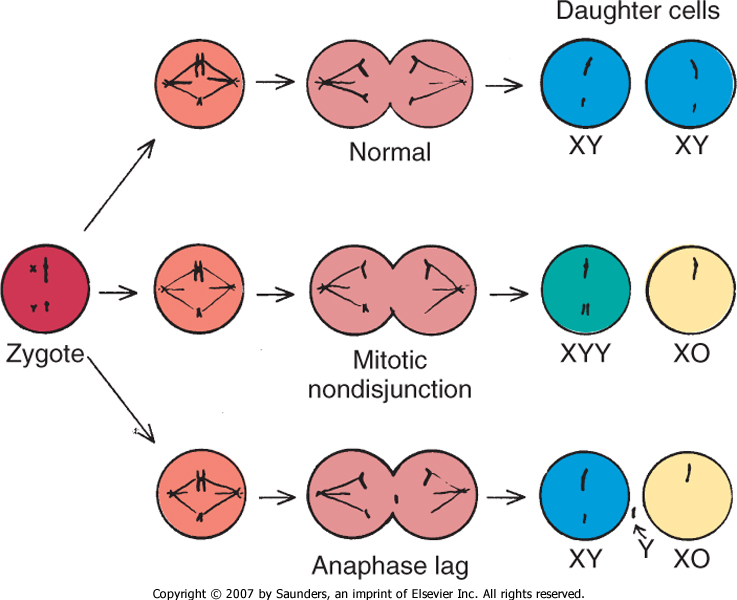 Daughter cells
Normal
XY
XY
X
Y
Zygote
Mitotic
nondisjunction
XYY
XO
Anaphase lag
XY
Y
XO
Copyright © 2007 by Saunders, an imprint of Elsevier Inc. All rights reserved.